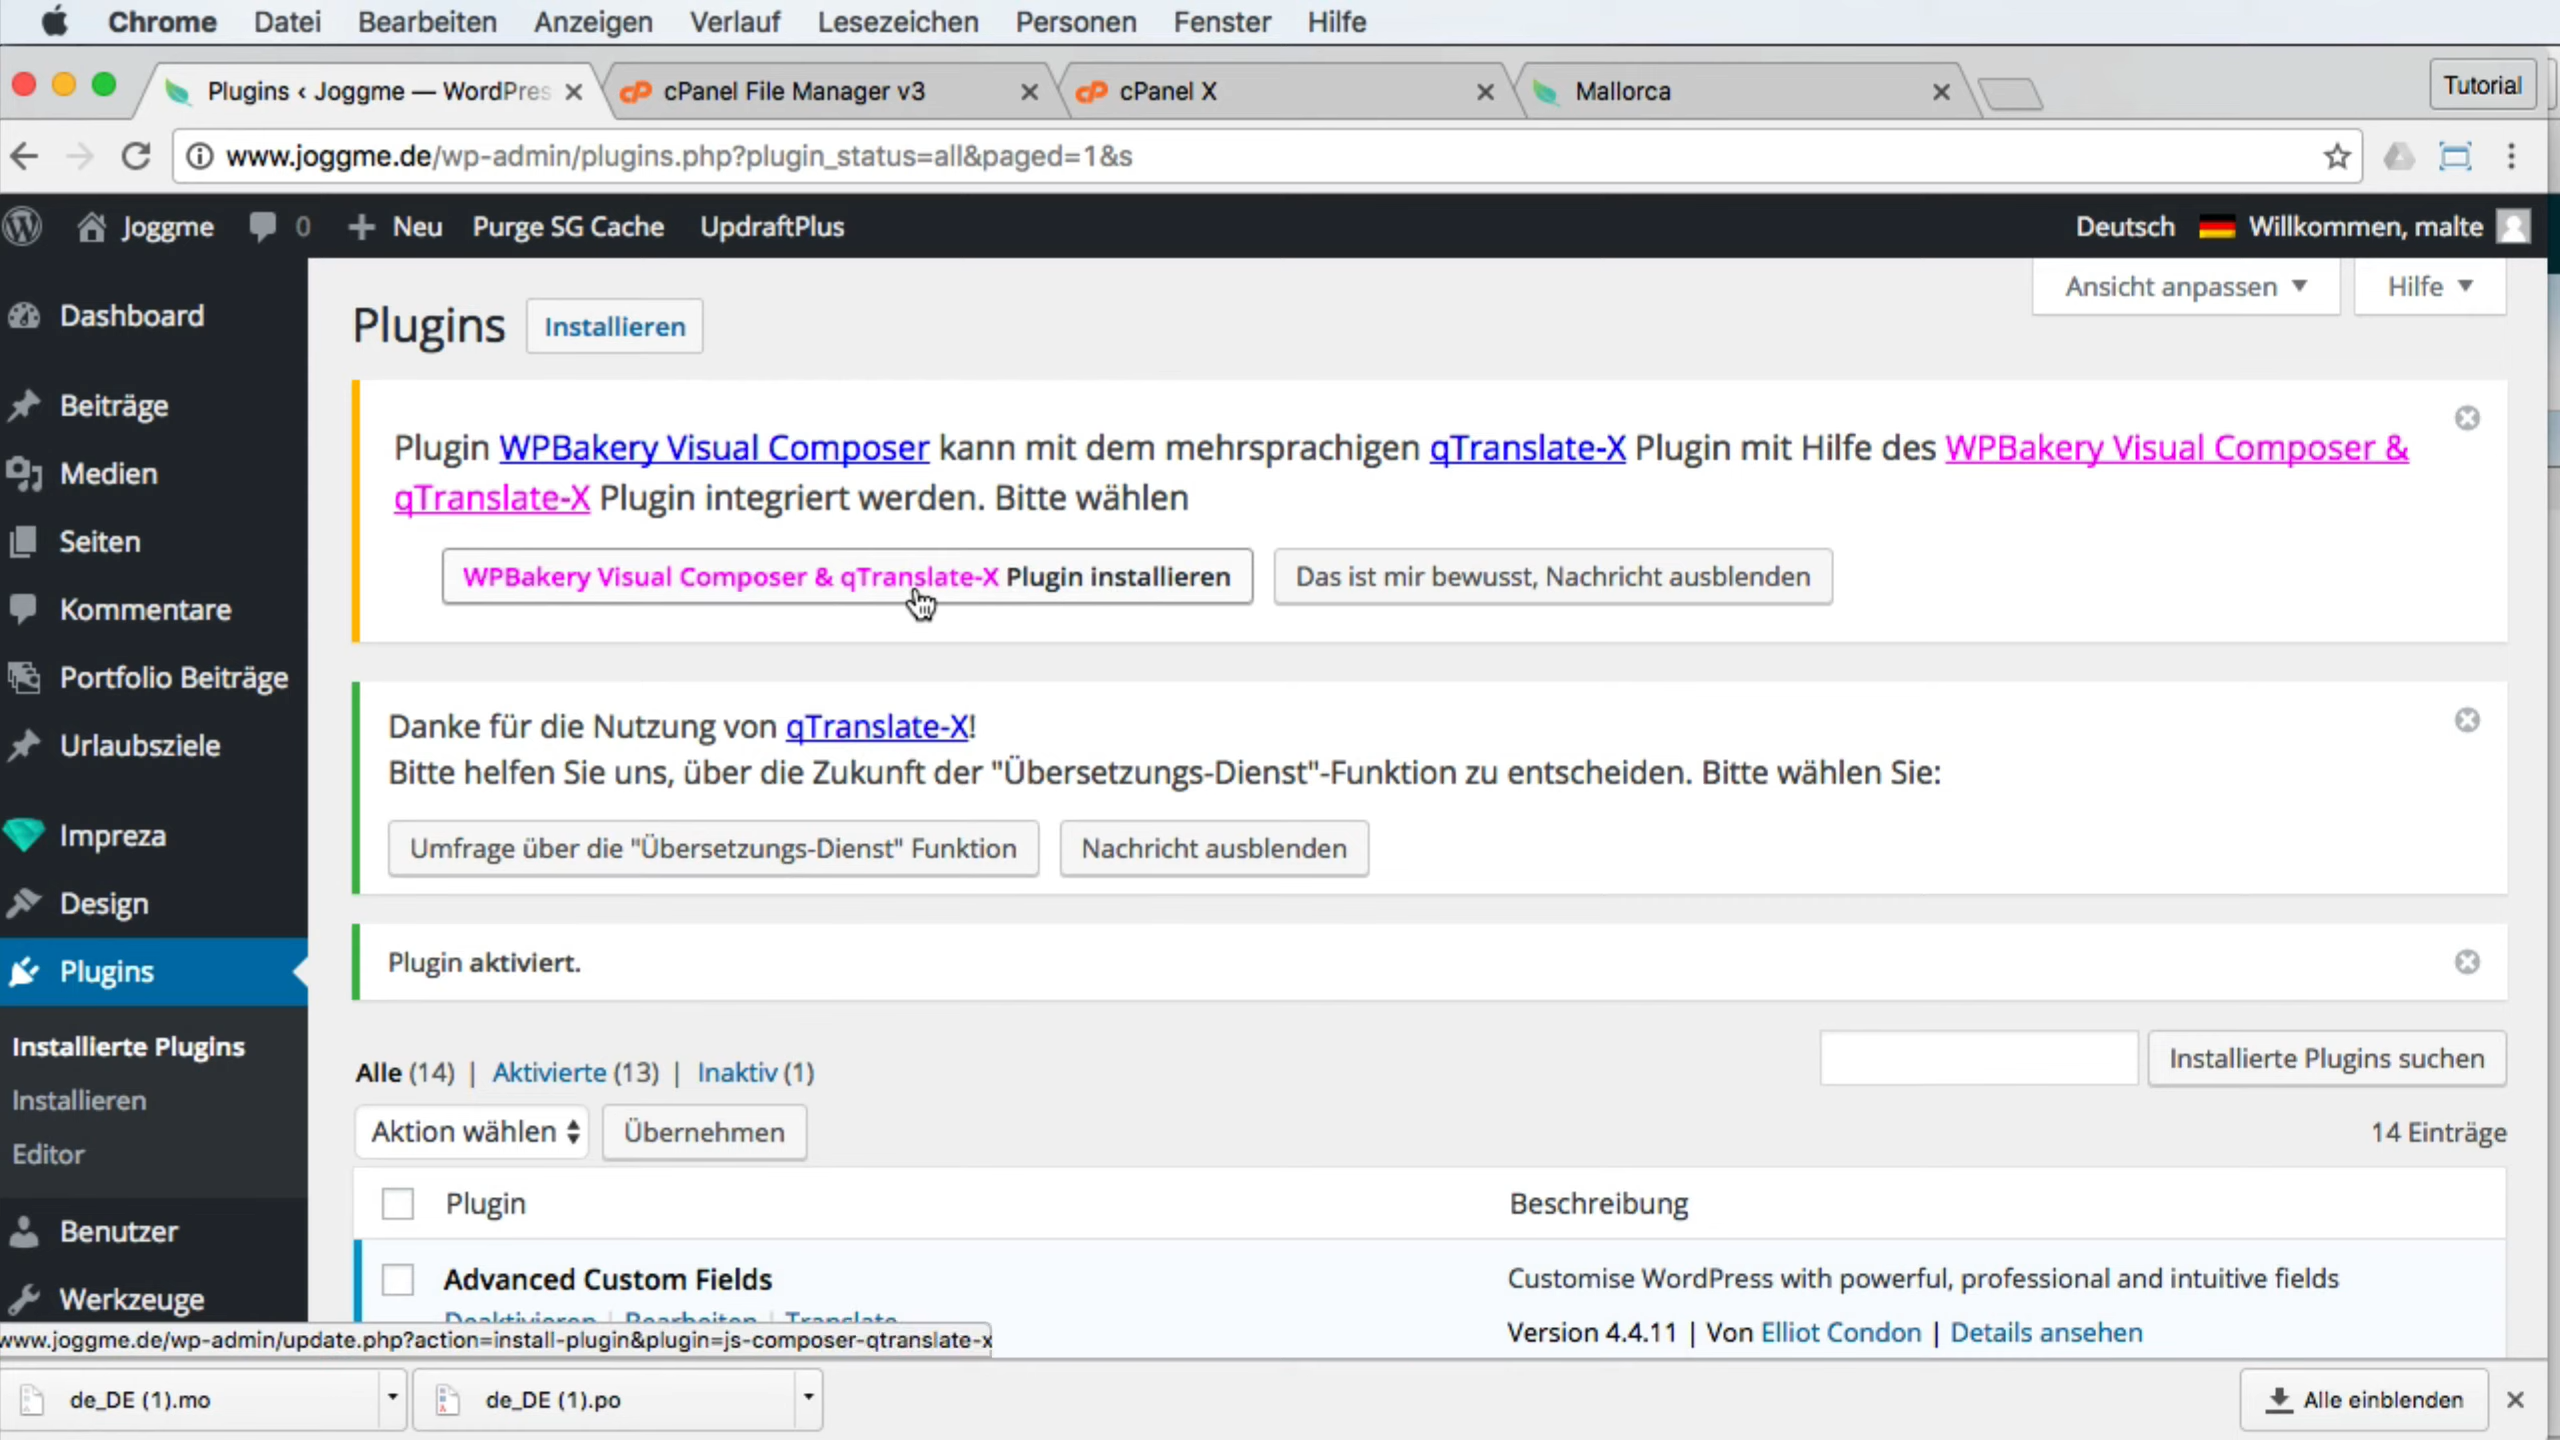 Chrome Datei Bearbeiten Anzeigen Verlauf Lesezeichen Personen Fenster Hilfe
Plugins ‹ Joggme — WordPres cPanel File Manager v3 cPanel X Mallorca Tutorial
www.joggme.de/wp-admin/plugins.php?plugin_status=all&paged=1&s
Joggme 0 + Neu Purge SG Cache UpdraftPlus Deutsch Willkommen, malte
Ansicht anpassen Hilfe
Dashboard
Beiträge
Medien
Seiten
Kommentare
Portfolio Beiträge
Urlaubsziele
Impreza
Design
Plugins
Installierte Plugins
Installieren
Editor
Benutzer
Werkzeuge
Plugins Installieren
Plugin WPBakery Visual Composer kann mit dem mehrsprachigen qTranslate-X Plugin mit Hilfe des WPBakery Visual Composer &
qTranslate-X Plugin integriert werden. Bitte wählen
WPBakery Visual Composer & qTranslate-X Plugin installieren Das ist mir bewusst, Nachricht ausblenden
Danke für die Nutzung von qTranslate-X!
Bitte helfen Sie uns, über die Zukunft der "Übersetzungs-Dienst"-Funktion zu entscheiden. Bitte wählen Sie:
Umfrage über die "Übersetzungs-Dienst" Funktion Nachricht ausblenden
Plugin aktiviert.
Alle (14) | Aktivierte (13) | Inaktiv (1) Installierte Plugins suchen
Aktion wählen Übernehmen 14 Einträge
Plugin Beschreibung
Advanced Custom Fields Customise WordPress with powerful, professional and intuitive fields
Deaktivieren | Bearbeiten | Translate
Version 4.4.11 | Von Elliot Condon | Details ansehen
www.joggme.de/wp-admin/update.php?action=install-plugin&plugin=js-composer-qtranslate-x
de_DE (1).mo de_DE (1).po Alle einblenden